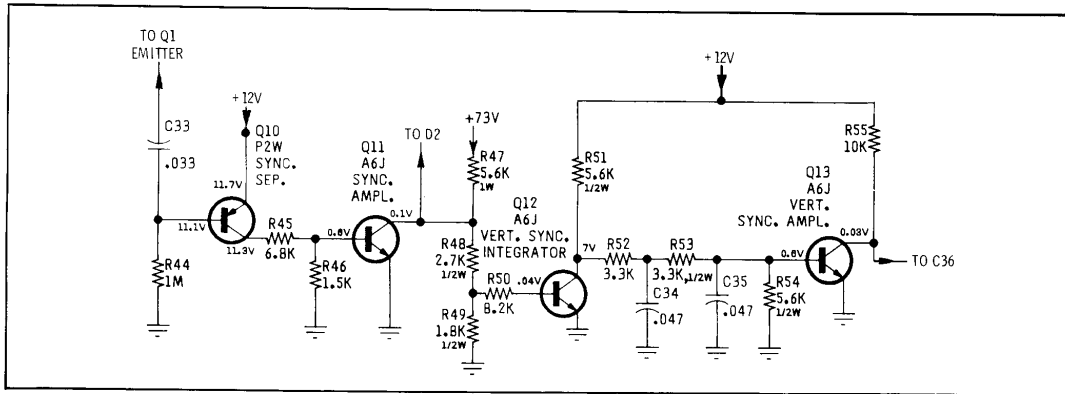 TO Q1
EMITTER
C33
.033
+12V
Q10
P2W
SYNC.
SEP.
11.7V
11.1V
11.3V
R44
1M
R45
6.8K
R46
1.5K
Q11
A6J
SYNC.
AMPL.
0.6V
0.1V
TO D2
+73V
R47
5.6K
1W
R48
2.7K
1/2W
R49
1.8K
1/2W
R50
8.2K
.04V
Q12
A6J
VERT. SYNC.
INTEGRATOR
R51
5.6K
1/2W
7V
R52
3.3K
R53
3.3K, 1/2W
C34
.047
C35
.047
+12V
R54
5.6K
1/2W
0.6V
Q13
A6J
VERT.
SYNC. AMPL.
0.03V
R55
10K
TO C36